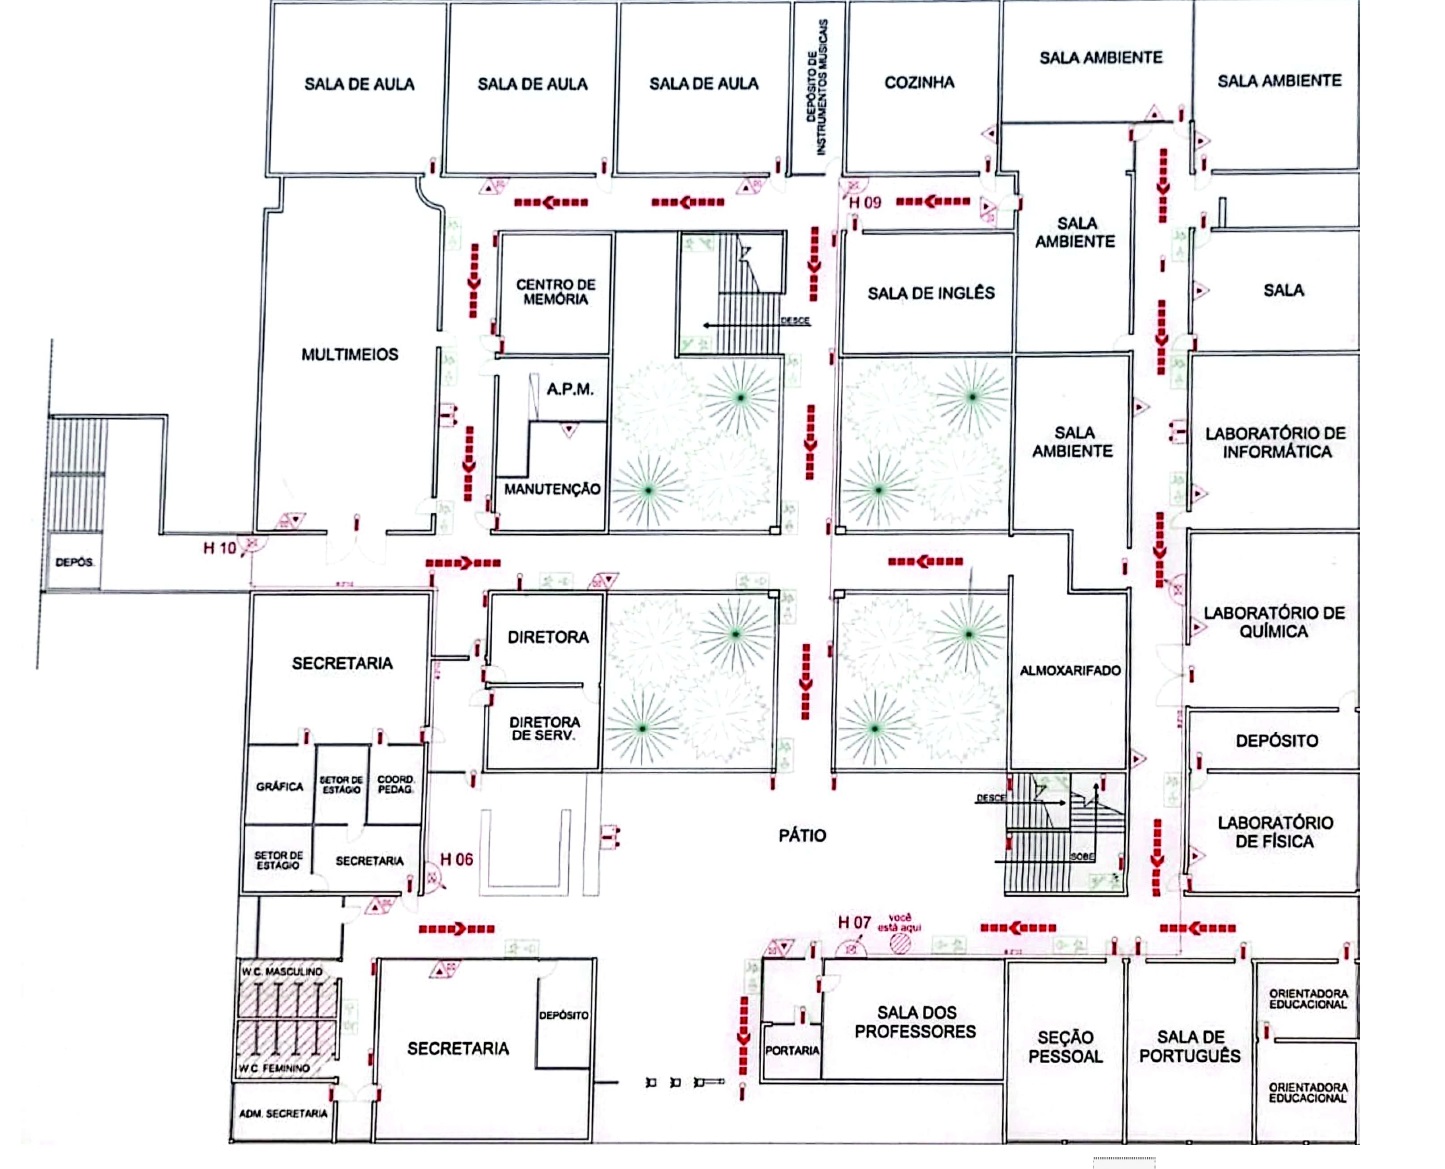 SALA DE AULA
SALA DE AULA
SALA DE AULA
DEPÓSITO DE
INSTRUMENTOS MUSICAIS
COZINHA
SALA AMBIENTE
SALA AMBIENTE
H 09
SALA
AMBIENTE
CENTRO DE
MEMÓRIA
DESCE
SALA DE INGLÊS
SALA
MULTIMEIOS
A.P.M.
MANUTENÇÃO
SALA
AMBIENTE
LABORATÓRIO DE
INFORMÁTICA
H 10
DEPÓS.
SECRETARIA
DIRETORA
DIRETORA
DE SERV.
ALMOXARIFADO
LABORATÓRIO DE
QUÍMICA
DEPÓSITO
GRÁFICA
SETOR DE
ESTÁGIO
COORD.
PEDAG.
SETOR DE
ESTÁGIO
SECRETARIA
H 06
PÁTIO
DESCE
SOBE
LABORATÓRIO
DE FÍSICA
H 07
você
está aqui
W.C. MASCULINO
W.C. FEMININO
ADM. SECRETARIA
SECRETARIA
DEPÓSITO
PORTARIA
SALA DOS
PROFESSORES
SEÇÃO
PESSOAL
SALA DE
PORTUGUÊS
ORIENTADORA
EDUCACIONAL
ORIENTADORA
EDUCACIONAL